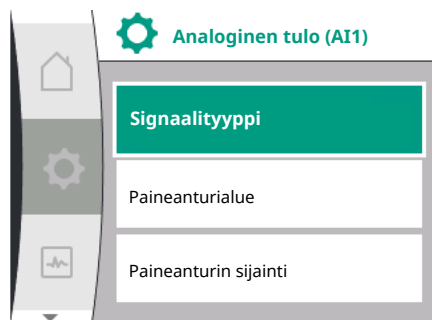 Analoginen tulo (AI1)
Signaalityyppi
Paineanturialue
Paineanturin sijainti